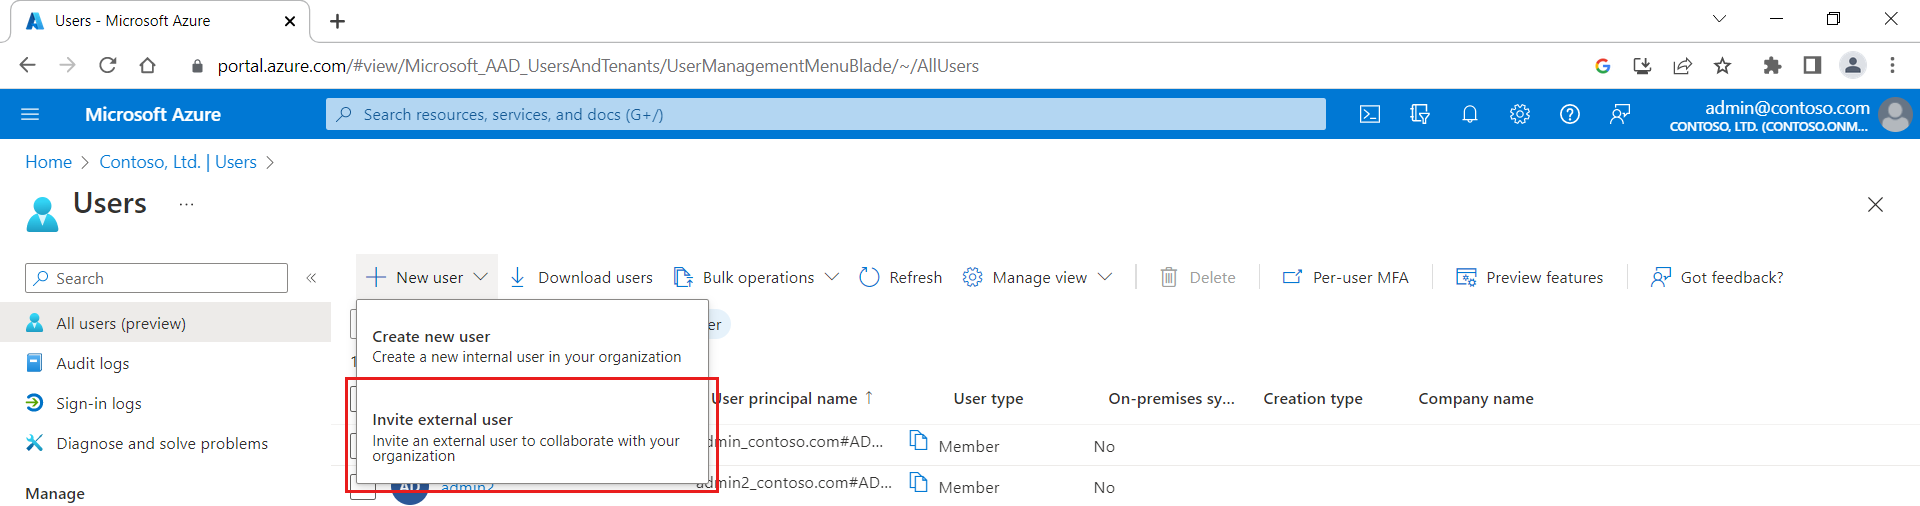 Users - Microsoft Azure
portal.azure.com/#view/Microsoft_AAD_UsersAndTenants/UserManagementMenuBlade/~/AllUsers
Microsoft Azure
Search resources, services, and docs (G+/)
admin@contoso.com
CONTOSO, LTD. (CONTOSO.ONM...
Home > Contoso, Ltd. | Users >
Users ...
Search
«
New user
Download users
Bulk operations
Refresh
Manage view
Delete
Per-user MFA
Preview features
Got feedback?
All users (preview)
Audit logs
Sign-in logs
Diagnose and solve problems
Manage
Create new user
Create a new internal user in your organization
Invite external user
Invite an external user to collaborate with your
organization
User principal name ↑
User type
On-premises sy...
Creation type
Company name
dmin_contoso.com#AD...
Member
No
AD
admin2
admin2_contoso.com#AD...
Member
No